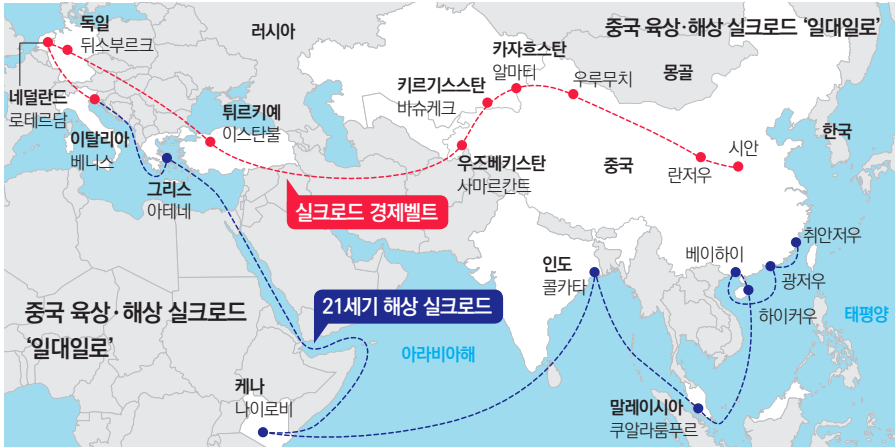 중국 육상·해상 실크로드 '일대일로'
독일
뒤스부르크
러시아
카자흐스탄
알마티
몽골
네덜란드
로테르담
키르기스스탄
바슈케크
우루무치
튀르키예
이스탄불
이탈리아
베니스
한국
시안
우즈베키스탄
사마르칸트
중국
란저우
그리스
아테네
실크로드 경제벨트
취안저우
베이하이
광저우
인도
콜카타
하이커우
21세기 해상 실크로드
중국 육상·해상 실크로드
'일대일로'
태평양
아라비아해
케나
나이로비
말레이시아
쿠알라룸푸르